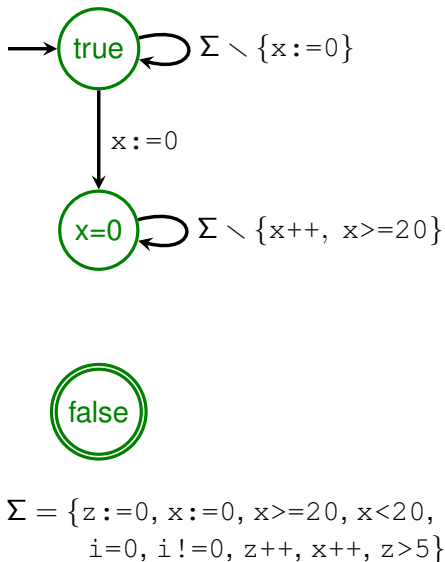 true
Σ ∖ {x:=0}
x:=0
x=0
Σ ∖ {x++, x>=20}
false
Σ = {z:=0, x:=0, x>=20, x<20,
i=0, i!=0, z++, x++, z>5}